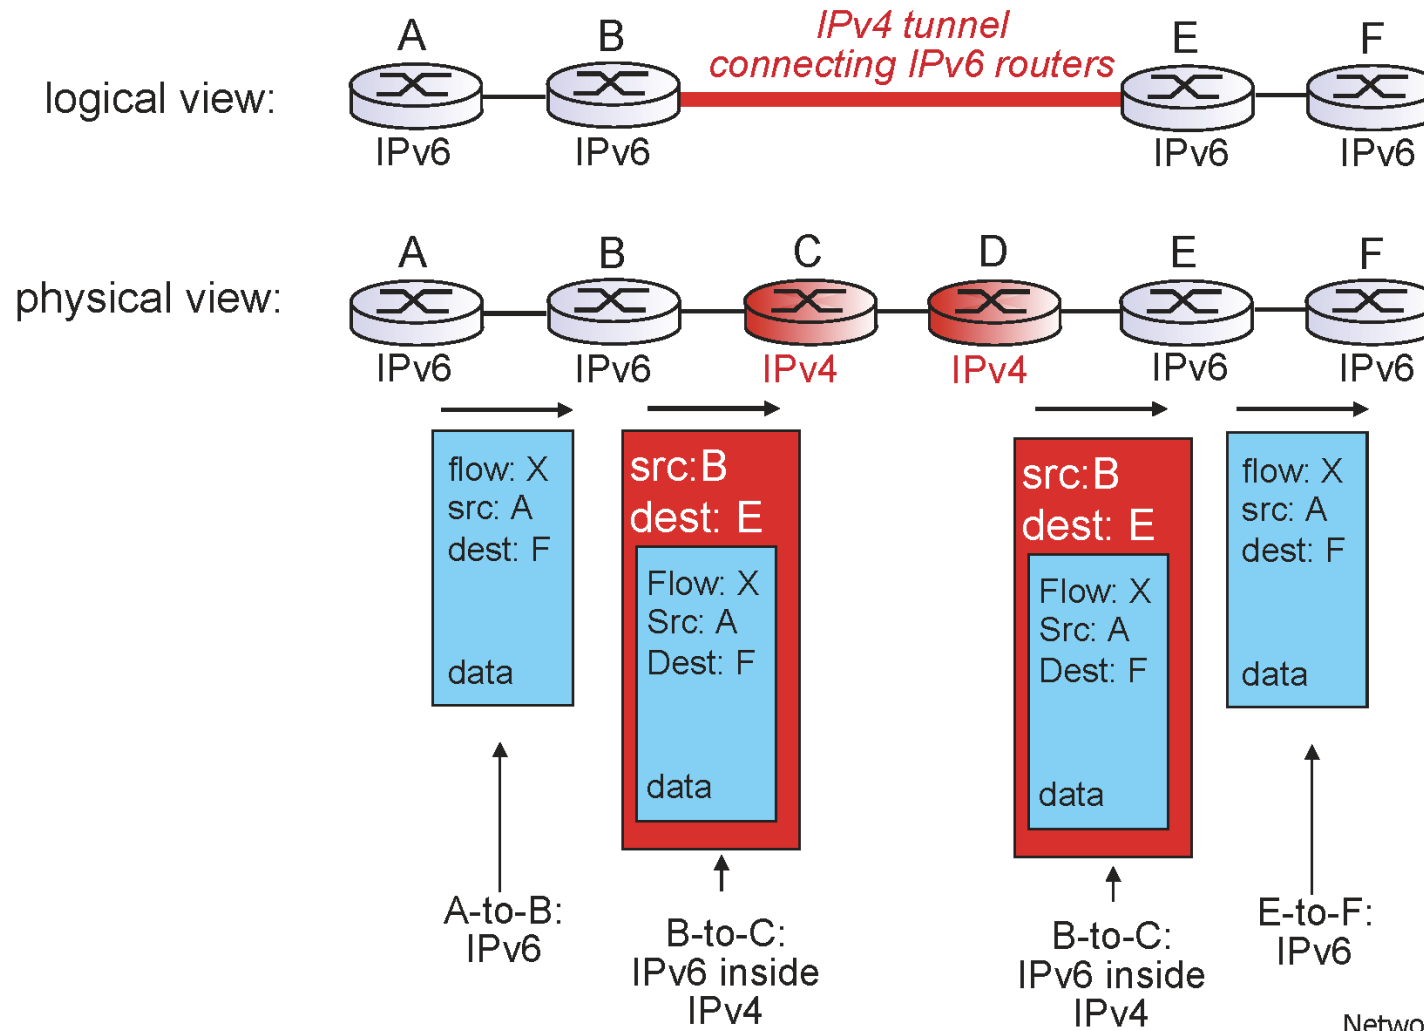 IPv4 tunnel
connecting IPv6 routers
A
B
E
F
logical view:
IPv6
IPv6
IPv6
IPv6
A
B
C
D
E
F
physical view:
IPv6
IPv6
IPv4
IPv4
IPv6
IPv6
flow: X
src: A
dest: F
data
src:B
dest: E
Flow: X
Src: A
Dest: F
data
src:B
dest: E
Flow: X
Src: A
Dest: F
data
flow: X
src: A
dest: F
data
A-to-B:
IPv6
B-to-C:
IPv6 inside
IPv4
B-to-C:
IPv6 inside
IPv4
E-to-F:
IPv6
Netwo